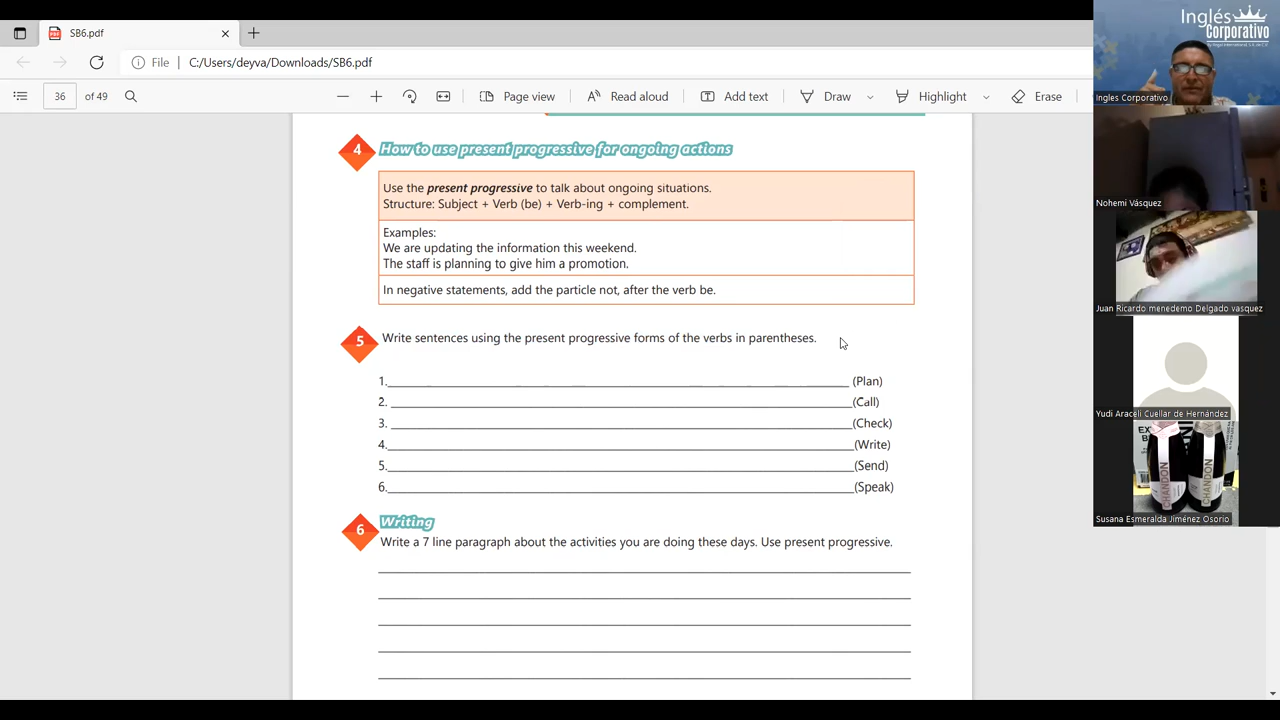 SB6.pdf
File
C:/Users/deyva/Downloads/SB6.pdf
36 of 49
Page view
Read aloud
Add text
Draw
Highlight
Erase
4 How to use present progressive for ongoing actions
Use the present progressive to talk about ongoing situations.
Structure: Subject + Verb (be) + Verb-ing + complement.
Examples:
We are updating the information this weekend.
The staff is planning to give him a promotion.
In negative statements, add the particle not, after the verb be.
5 Write sentences using the present progressive forms of the verbs in parentheses.
1. (Plan)
2. (Call)
3. (Check)
4. (Write)
5. (Send)
6. (Speak)
6 Writing
Write a 7 line paragraph about the activities you are doing these days. Use present progressive.
Inglés
Corporativo
Ingles Corporativo
Nohemi Vásquez
Juan Ricardo menedemo Delgado vasquez
Yudi Araceli Cuellar de Hernández
CHANDON
CHANDON
Susana Esmeralda Jiménez Osorio